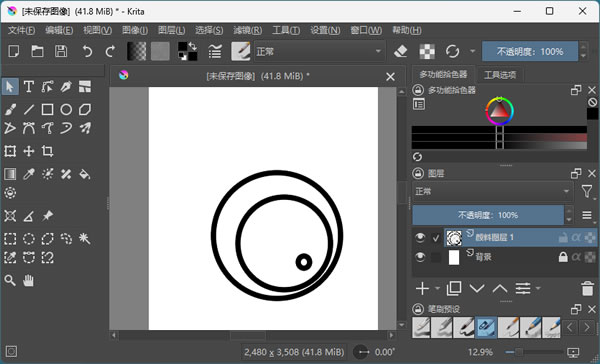 [未保存图像] (41.8 MiB) * - Krita
文件(F) 编辑(E) 视图(V) 图像(I) 图层(L) 选择(S) 滤镜(R) 工具(T) 设置(N) 窗口(W) 帮助(H)
正常 不透明度: 100%
[未保存图像] (41.8 MiB) *
多功能拾色器 工具选项
多功能拾色器
图层
正常
不透明度: 100%
颜料图层 1
背景
笔刷预设
2,480 x 3,508 (41.8 MiB) 0.00° 12.9%